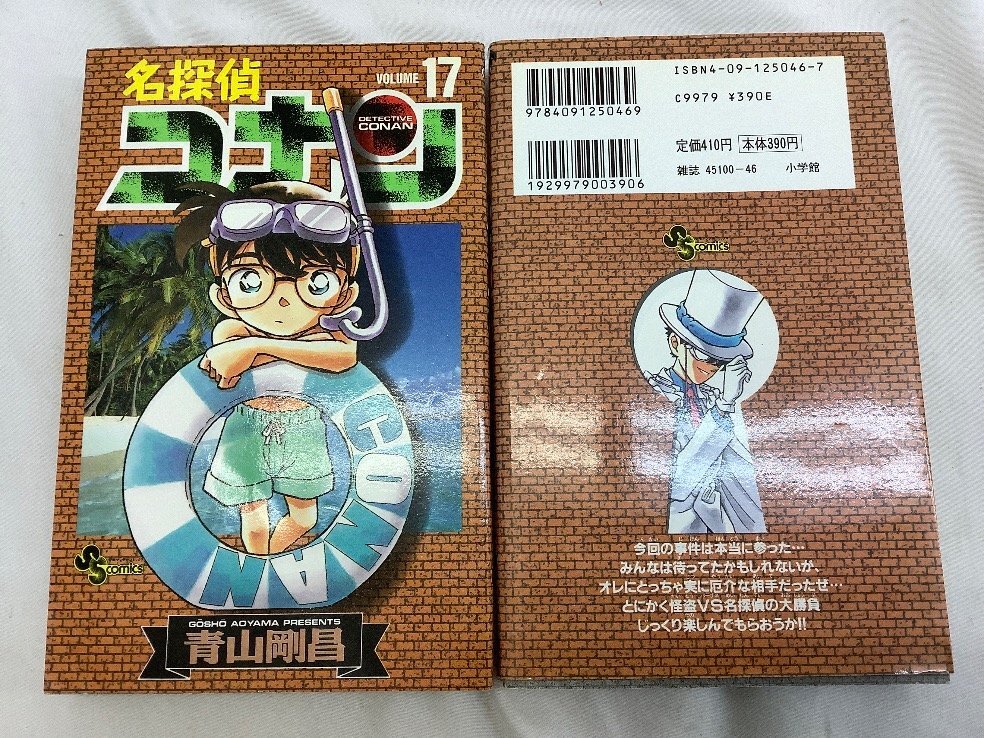 名探偵
コナン
VOLUME 17
DETECTIVE
CONAN
CONAN
SS comics
GŌSHŌ AOYAMA PRESENTS
青山剛昌
9784091250469
1929979003906
ISBN4-09-125046-7
C9979 ¥390E
定価410円 本体390円
雑誌 45100-46 小学館
SS comics
今回の事件は本当に参った…
みんなは待ってたかもしれないが、
オレにとっちゃ実に厄介な相手だったぜ…
とにかく怪盗VS名探偵の大勝負
じっくり楽しんでもらおうか!!